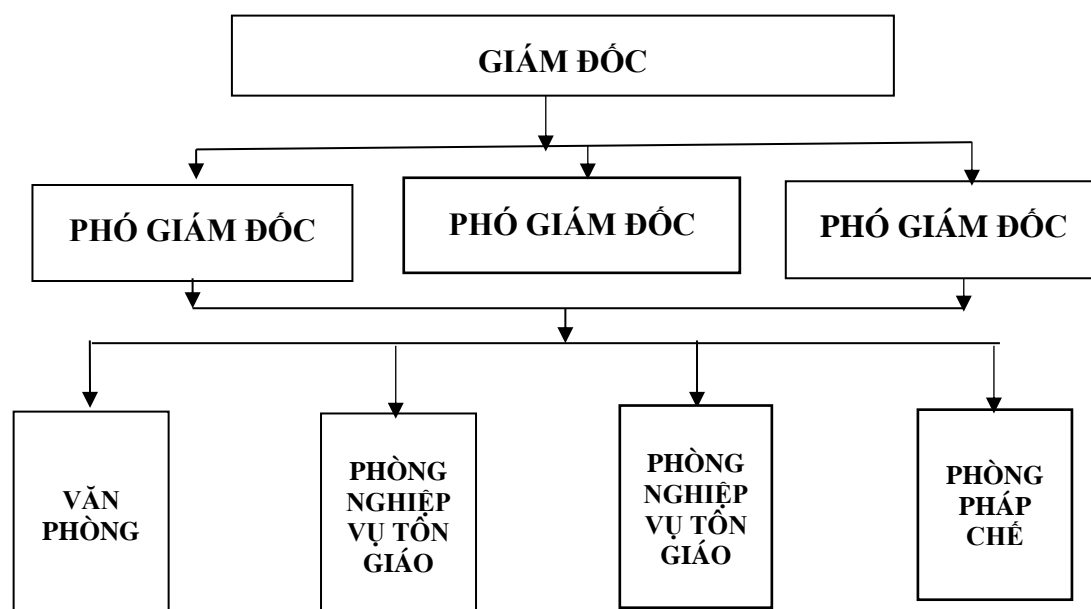 GIÁM ĐỐC
PHÓ GIÁM ĐỐC
PHÓ GIÁM ĐỐC
PHÓ GIÁM ĐỐC
VĂN
PHÒNG
PHÒNG
NGHIỆP
VỤ TÔN
GIÁO
PHÒNG
NGHIỆP
VỤ TÔN
GIÁO
PHÒNG
PHÁP
CHẾ